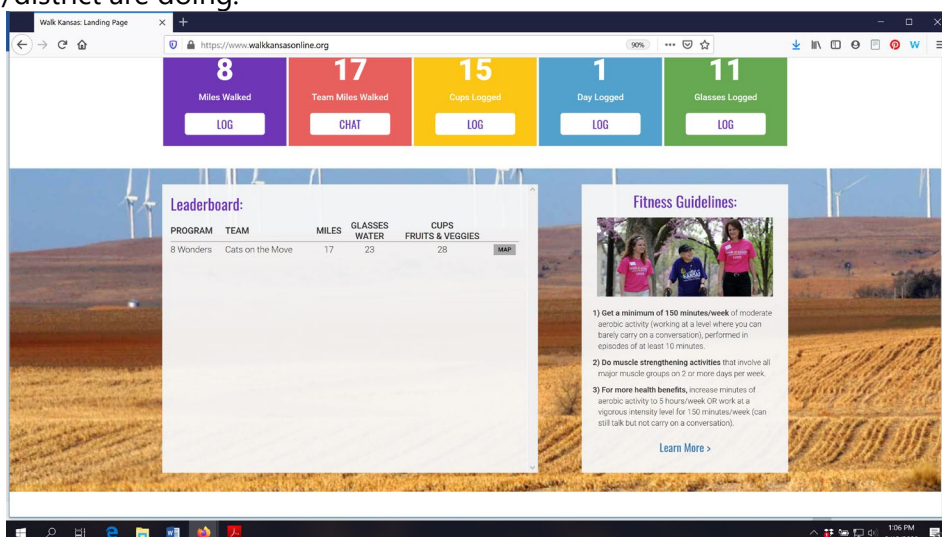 /district are doing.
Walk Kansas: Landing Page
https://www.walkkansasonline.org
90%
8 17 15 1 11
Miles Walked Team Miles Walked Cups Logged Day Logged Glasses Logged
LOG CHAT LOG LOG LOG
Leaderboard:
PROGRAM TEAM MILES GLASSES WATER CUPS FRUITS & VEGGIES
8 Wonders Cats on the Move 17 23 28 MAP
Fitness Guidelines:
1) Get a minimum of 150 minutes/week of moderate
aerobic activity (working at a level where you can
barely carry on a conversation), performed in
episodes of at least 10 minutes.
2) Do muscle strengthening activities that involve all
major muscle groups on 2 or more days per week.
3) For more health benefits, increase minutes of
aerobic activity to 5 hours/week OR work at a
vigorous intensity level for 150 minutes/week (can
still talk but not carry on a conversation).
Learn More >
1:06 PM